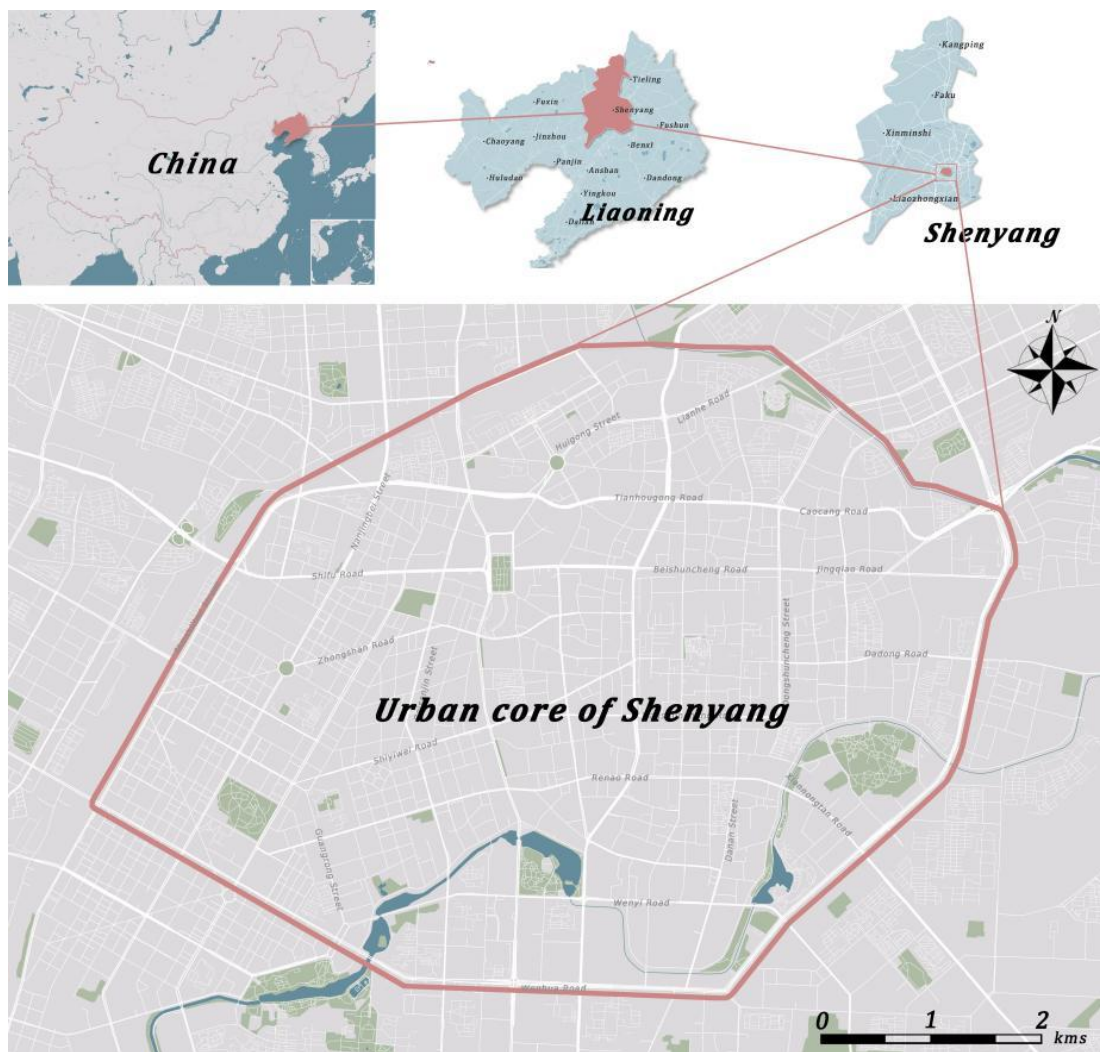 China
·Tieling
·Fuxin
·Shenyang
·Fushun
·Chaoyang
·Jinzhou
·Benxi
·Panjin
·Anshan
·Huludao
·Dandong
·Yingkou
Liaoning
·Kangping
·Faku
·Xinminshi
·Liaozhongxian
Shenyang
N
Lianhe Road
Huigong Street
Nanjingbei Street
Tianhougong Road
Caocang Road
Shifu Road
Beishuncheng Road
Jingqian Road
Zhongshan Road
Dadong Road
Urban core of Shenyang
Shiyiwei Road
Renao Road
Xiannongtan Road
Guangrong Street
Danan Street
Wenyi Road
Wenhua Road
0 1 2
kms